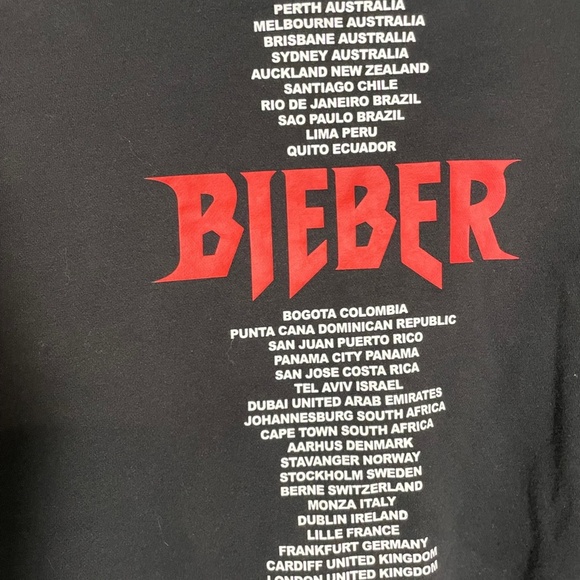 PERTH AUSTRALIA
MELBOURNE AUSTRALIA
BRISBANE AUSTRALIA
SYDNEY AUSTRALIA
AUCKLAND NEW ZEALAND
SANTIAGO CHILE
RIO DE JANEIRO BRAZIL
SAO PAULO BRAZIL
LIMA PERU
QUITO ECUADOR
BIEBER
BOGOTA COLOMBIA
PUNTA CANA DOMINICAN REPUBLIC
SAN JUAN PUERTO RICO
PANAMA CITY PANAMA
SAN JOSE COSTA RICA
TEL AVIV ISRAEL
DUBAI UNITED ARAB EMIRATES
JOHANNESBURG SOUTH AFRICA
CAPE TOWN SOUTH AFRICA
AARHUS DENMARK
STAVANGER NORWAY
STOCKHOLM SWEDEN
BERNE SWITZERLAND
MONZA ITALY
DUBLIN IRELAND
LILLE FRANCE
FRANKFURT GERMANY
CARDIFF UNITED KINGDOM
LONDON UNITED KINGDOM